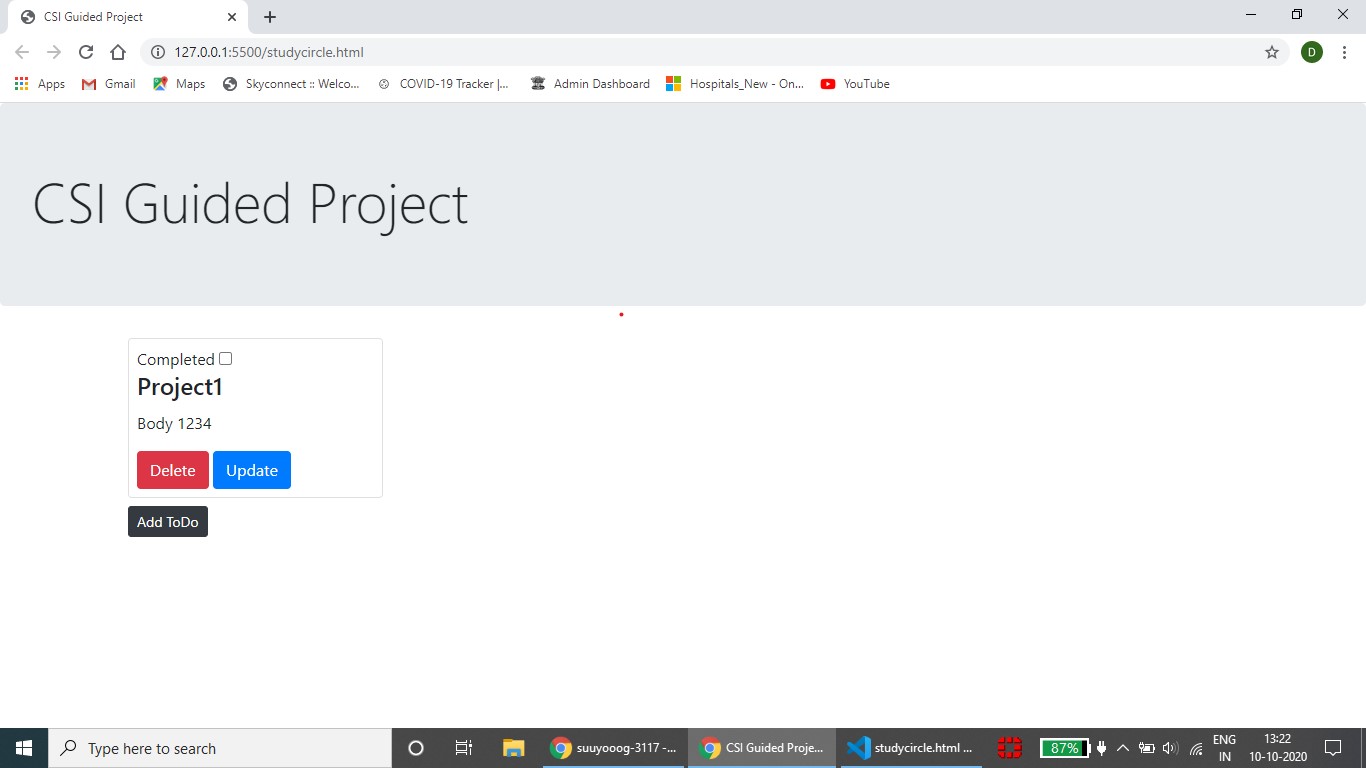 CSI Guided Project
127.0.0.1:5500/studycircle.html
D
Apps Gmail Maps Skyconnect :: Welco... COVID-19 Tracker |... Admin Dashboard Hospitals_New - On... YouTube
CSI Guided Project
Completed
Project1
Body 1234
Delete Update
Add ToDo
Type here to search
suuyooog-3117 -...
CSI Guided Proje...
studycircle.html ...
87%
ENG
IN
13:22
10-10-2020